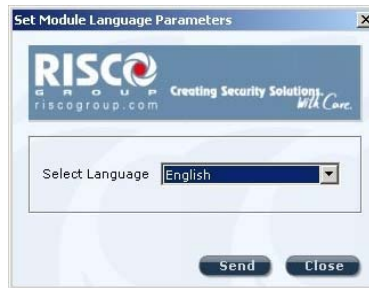 Set Module Language Parameters
RISCO
GROUP
riscogroup.com
Creating Security Solutions
With Care.
Select Language English
Send Close